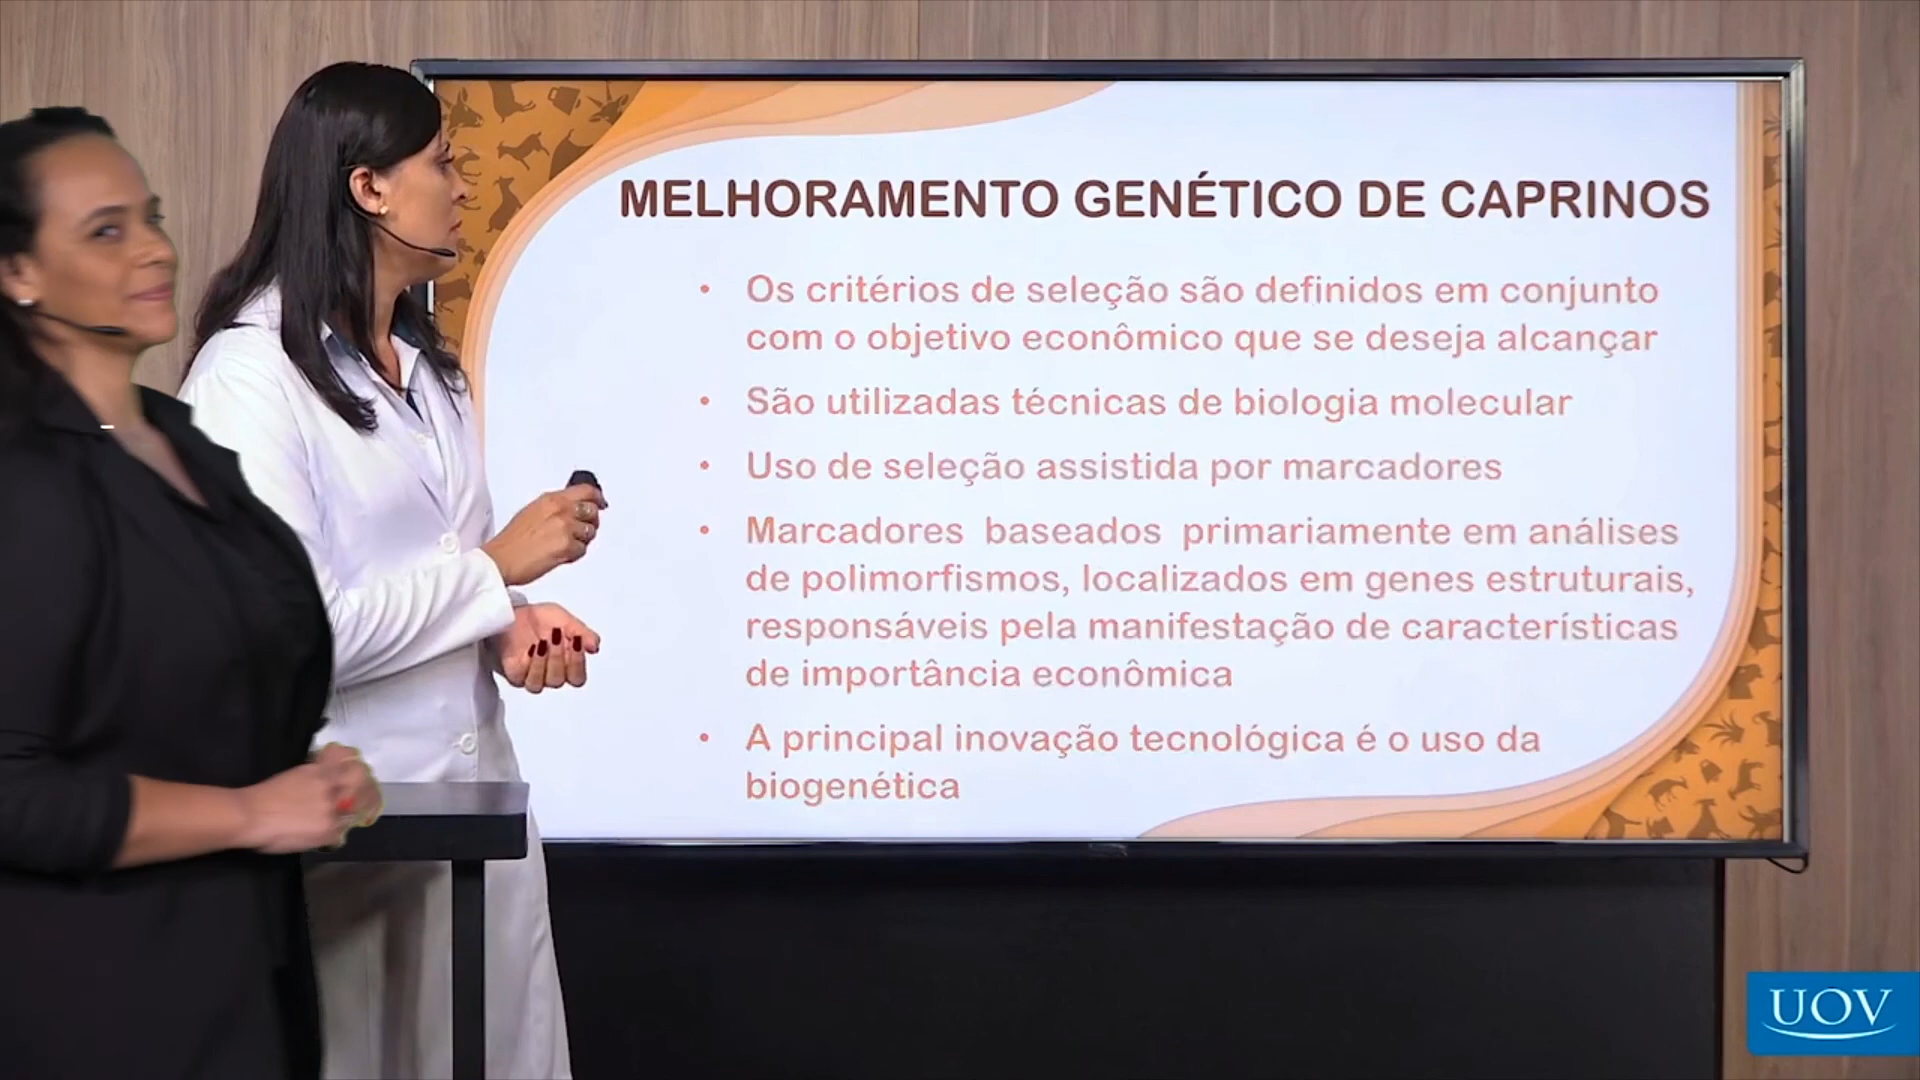 MELHORAMENTO GENÉTICO DE CAPRINOS
• Os critérios de seleção são definidos em conjunto
com o objetivo econômico que se deseja alcançar
• São utilizadas técnicas de biologia molecular
• Uso de seleção assistida por marcadores
• Marcadores baseados primariamente em análises
de polimorfismos, localizados em genes estruturais,
responsáveis pela manifestação de características
de importância econômica
• A principal inovação tecnológica é o uso da
biogenética
UOV